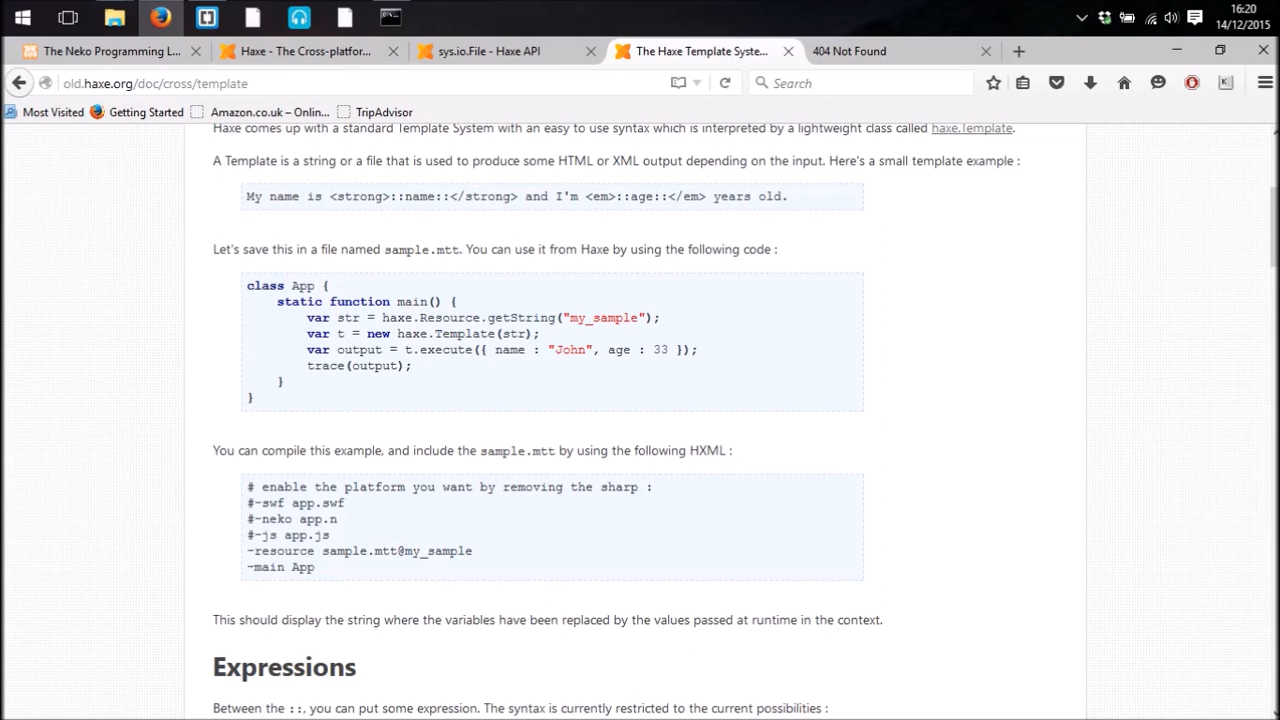 16:20
14/12/2015
The Neko Programming L...
Haxe - The Cross-platfor...
sys.io.File - Haxe API
The Haxe Template Syste...
404 Not Found
old.haxe.org/doc/cross/template
Search
Most Visited
Getting Started
Amazon.co.uk – Onlin...
TripAdvisor
Haxe comes up with a standard Template System with an easy to use syntax which is interpreted by a lightweight class called haxe.Template.
A Template is a string or a file that is used to produce some HTML or XML output depending on the input. Here's a small template example :
My name is <strong>::name::</strong> and I'm <em>::age::</em> years old.
Let's save this in a file named sample.mtt. You can use it from Haxe by using the following code :
class App {
static function main() {
var str = haxe.Resource.getString("my_sample");
var t = new haxe.Template(str);
var output = t.execute({ name : "John", age : 33 });
trace(output);
}
}
You can compile this example, and include the sample.mtt by using the following HXML :
# enable the platform you want by removing the sharp :
#-swf app.swf
#-neko app.n
#-js app.js
-resource sample.mtt@my_sample
-main App
This should display the string where the variables have been replaced by the values passed at runtime in the context.
Expressions
Between the ::, you can put some expression. The syntax is currently restricted to the current possibilities :